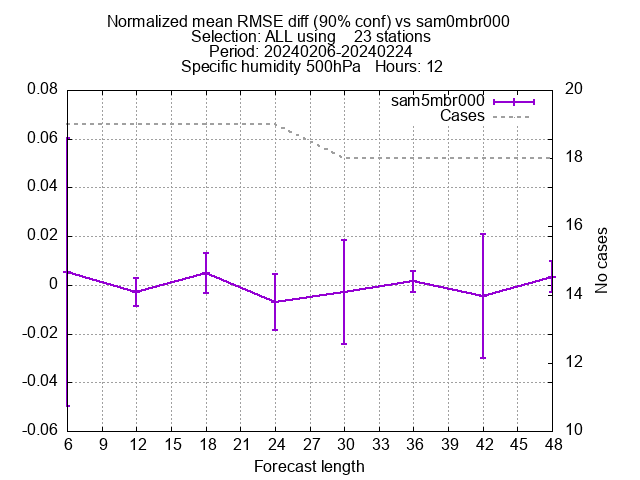 Normalized mean RMSE diff (90% conf) vs sam0mbr000
Selection: ALL using    23 stations
Period: 20240206-20240224
Specific humidity 500hPa   Hours: 12
sam5mbr000
Cases
0.08
0.06
0.04
0.02
0
-0.02
-0.04
-0.06
20
18
16
14
12
10
No cases
6 9 12 15 18 21 24 27 30 33 36 39 42 45 48
Forecast length